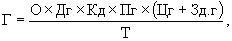 Г = О × Дг × Кд × Пг × (Цг + Зд.г) / Т ,